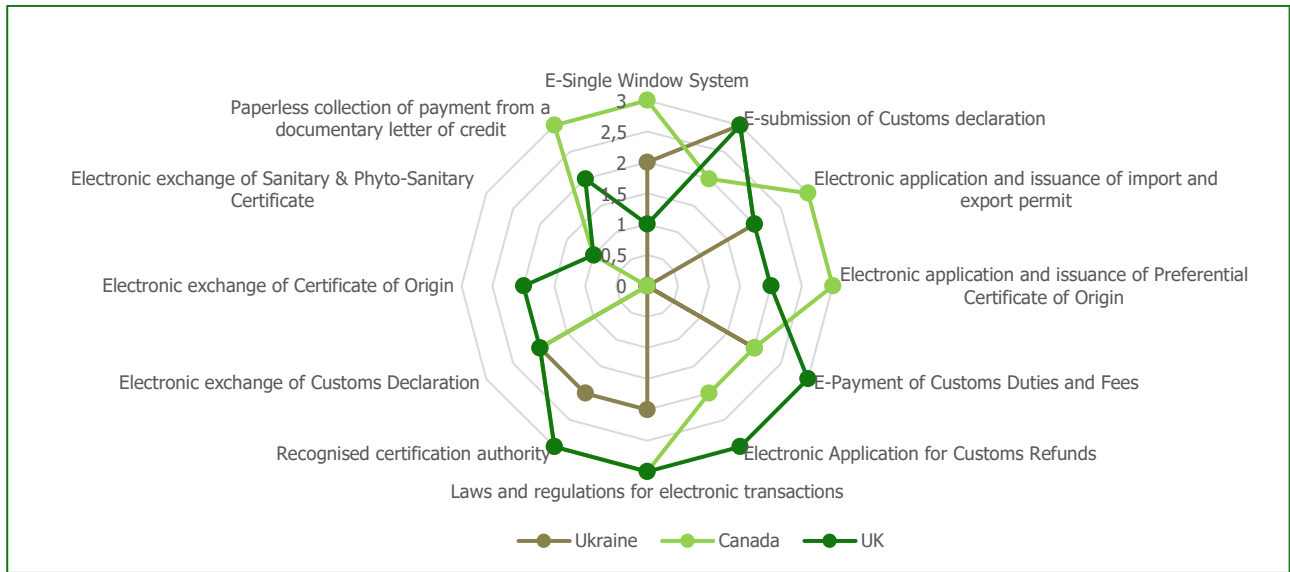 E-Single Window System
Paperless collection of payment from a
documentary letter of credit
3
E-submission of Customs declaration
2,5
2
Electronic exchange of Sanitary & Phyto-Sanitary
Certificate
1,5
Electronic application and issuance of import and
export permit
1
0,5
Electronic exchange of Certificate of Origin
0
Electronic application and issuance of Preferential
Certificate of Origin
Electronic exchange of Customs Declaration
E-Payment of Customs Duties and Fees
Recognised certification authority
Electronic Application for Customs Refunds
Laws and regulations for electronic transactions
Ukraine
Canada
UK